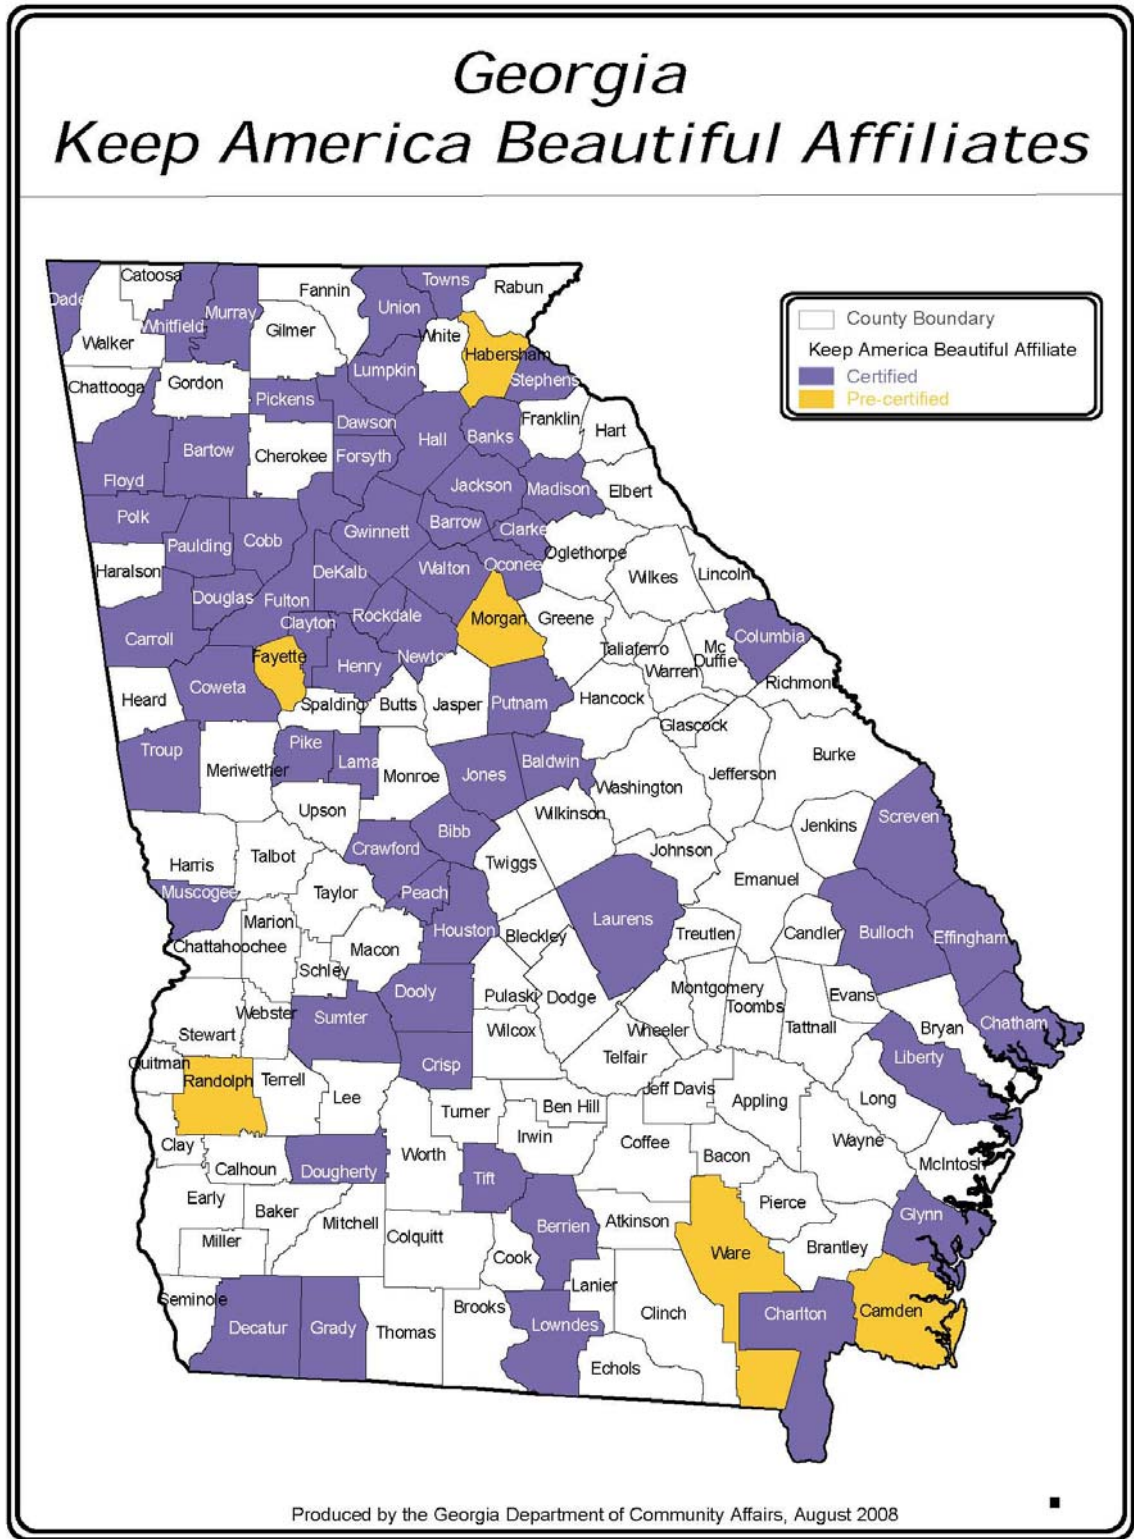 Georgia
Keep America Beautiful Affiliates
County Boundary
Keep America Beautiful Affiliate
Certified
Pre-certified
Dade
Catoosa
Whitfield
Murray
Fannin
Union
Towns
Rabun
Walker
Gilmer
White
Habersham
Chattooga
Gordon
Pickens
Lumpkin
Stephens
Dawson
Hall
Banks
Franklin
Hart
Floyd
Bartow
Cherokee
Forsyth
Jackson
Madison
Elbert
Polk
Paulding
Cobb
Gwinnett
Barrow
Clarke
Oglethorpe
Haralson
Douglas
Fulton
DeKalb
Walton
Oconee
Wilkes
Lincoln
Carroll
Clayton
Rockdale
Newto
Morgan
Greene
Taliaferro
Mc
Duffie
Columbia
Warren
Richmon
Heard
Coweta
Fayette
Henry
Spalding
Butts
Jasper
Putnam
Hancock
Glascock
Troup
Meriwether
Pike
Lama
Monroe
Jones
Baldwin
Washington
Jefferson
Burke
Upson
Wilkinson
Jenkins
Screven
Harris
Talbot
Crawford
Bibb
Twiggs
Johnson
Emanuel
Muscogee
Taylor
Peach
Houston
Bleckley
Laurens
Treutlen
Candler
Bulloch
Effingham
Chattahoochee
Marion
Schley
Macon
Dooly
Pulaski
Dodge
Montgomery
Toombs
Evans
Stewart
Webster
Sumter
Crisp
Wilcox
Wheeler
Telfair
Tattnall
Bryan
Chatham
Liberty
Quitman
Randolph
Terrell
Lee
Turner
Ben Hill
Jeff Davis
Appling
Long
Clay
Calhoun
Dougherty
Worth
Irwin
Coffee
Bacon
Wayne
McIntosh
Early
Baker
Mitchell
Tift
Berrien
Atkinson
Pierce
Glynn
Miller
Colquitt
Cook
Ware
Brantley
Seminole
Decatur
Grady
Thomas
Brooks
Lanier
Lowndes
Clinch
Echols
Charlton
Camden
Produced by the Georgia Department of Community Affairs, August 2008